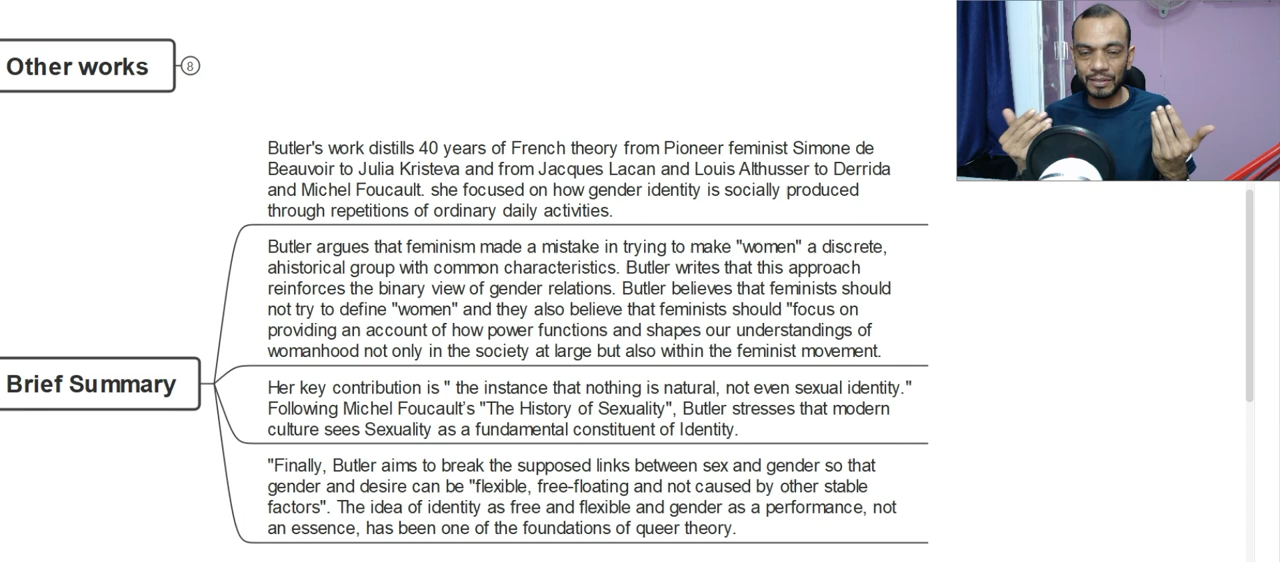 Other works
8
Butler's work distills 40 years of French theory from Pioneer feminist Simone de
Beauvoir to Julia Kristeva and from Jacques Lacan and Louis Althusser to Derrida
and Michel Foucault. she focused on how gender identity is socially produced
through repetitions of ordinary daily activities.
Butler argues that feminism made a mistake in trying to make "women" a discrete,
ahistorical group with common characteristics. Butler writes that this approach
reinforces the binary view of gender relations. Butler believes that feminists should
not try to define "women" and they also believe that feminists should "focus on
providing an account of how power functions and shapes our understandings of
womanhood not only in the society at large but also within the feminist movement.
Brief Summary
Her key contribution is " the instance that nothing is natural, not even sexual identity."
Following Michel Foucault's "The History of Sexuality", Butler stresses that modern
culture sees Sexuality as a fundamental constituent of Identity.
"Finally, Butler aims to break the supposed links between sex and gender so that
gender and desire can be "flexible, free-floating and not caused by other stable
factors". The idea of identity as free and flexible and gender as a performance, not
an essence, has been one of the foundations of queer theory.